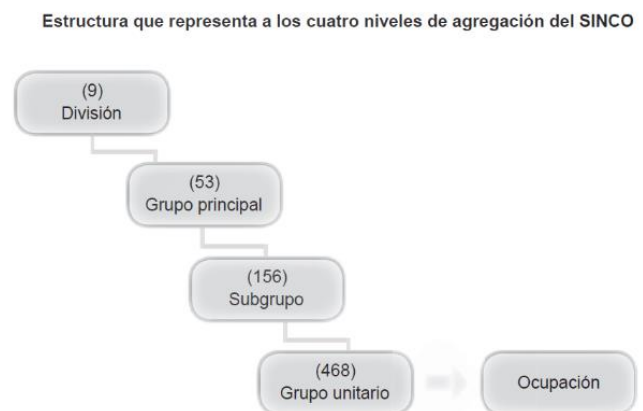 Estructura que representa a los cuatro niveles de agregación del SINCO
(9)
División
(53)
Grupo principal
(156)
Subgrupo
(468)
Grupo unitario
Ocupación